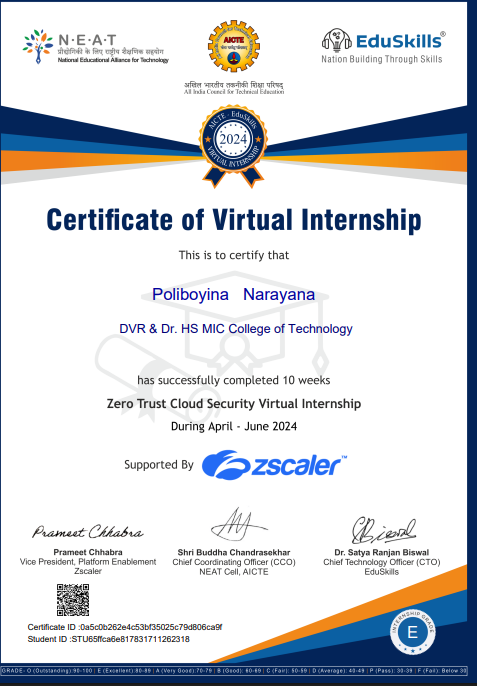 N·E·A·T
प्रौद्योगिकी के लिए राष्ट्रीय शैक्षणिक सहयोग
National Educational Alliance for Technology
AICTE
अखिल भारतीय तकनीकी शिक्षा परिषद्
All India Council for Technical Education
EduSkills®
Nation Building Through Skills
AICTE - EduSkills
2024
VIRTUAL INTERNSHIP
Certificate of Virtual Internship
This is to certify that
Poliboyina Narayana
DVR & Dr. HS MIC College of Technology
has successfully completed 10 weeks
Zero Trust Cloud Security Virtual Internship
During April - June 2024
Supported By zscaler™
Prameet Chhabra
Prameet Chhabra
Vice President, Platform Enablement
Zscaler
Shri Buddha Chandrasekhar
Chief Coordinating Officer (CCO)
NEAT Cell, AICTE
Dr. Satya Ranjan Biswal
Chief Technology Officer (CTO)
EduSkills
Certificate ID :0a5c0b262e4c53bf35025c79d806ca9f
Student ID :STU65ffca6e817831711262318
INTERNSHIP GRADE
E
GRADE- O (Outstanding):90-100 | E (Excellent):80-89 | A (Very Good):70-79 | B (Good): 60-69 | C (Fair): 50-59 | D (Average): 40-49 | P (Pass): 30-39 | F (Fail): Below 30